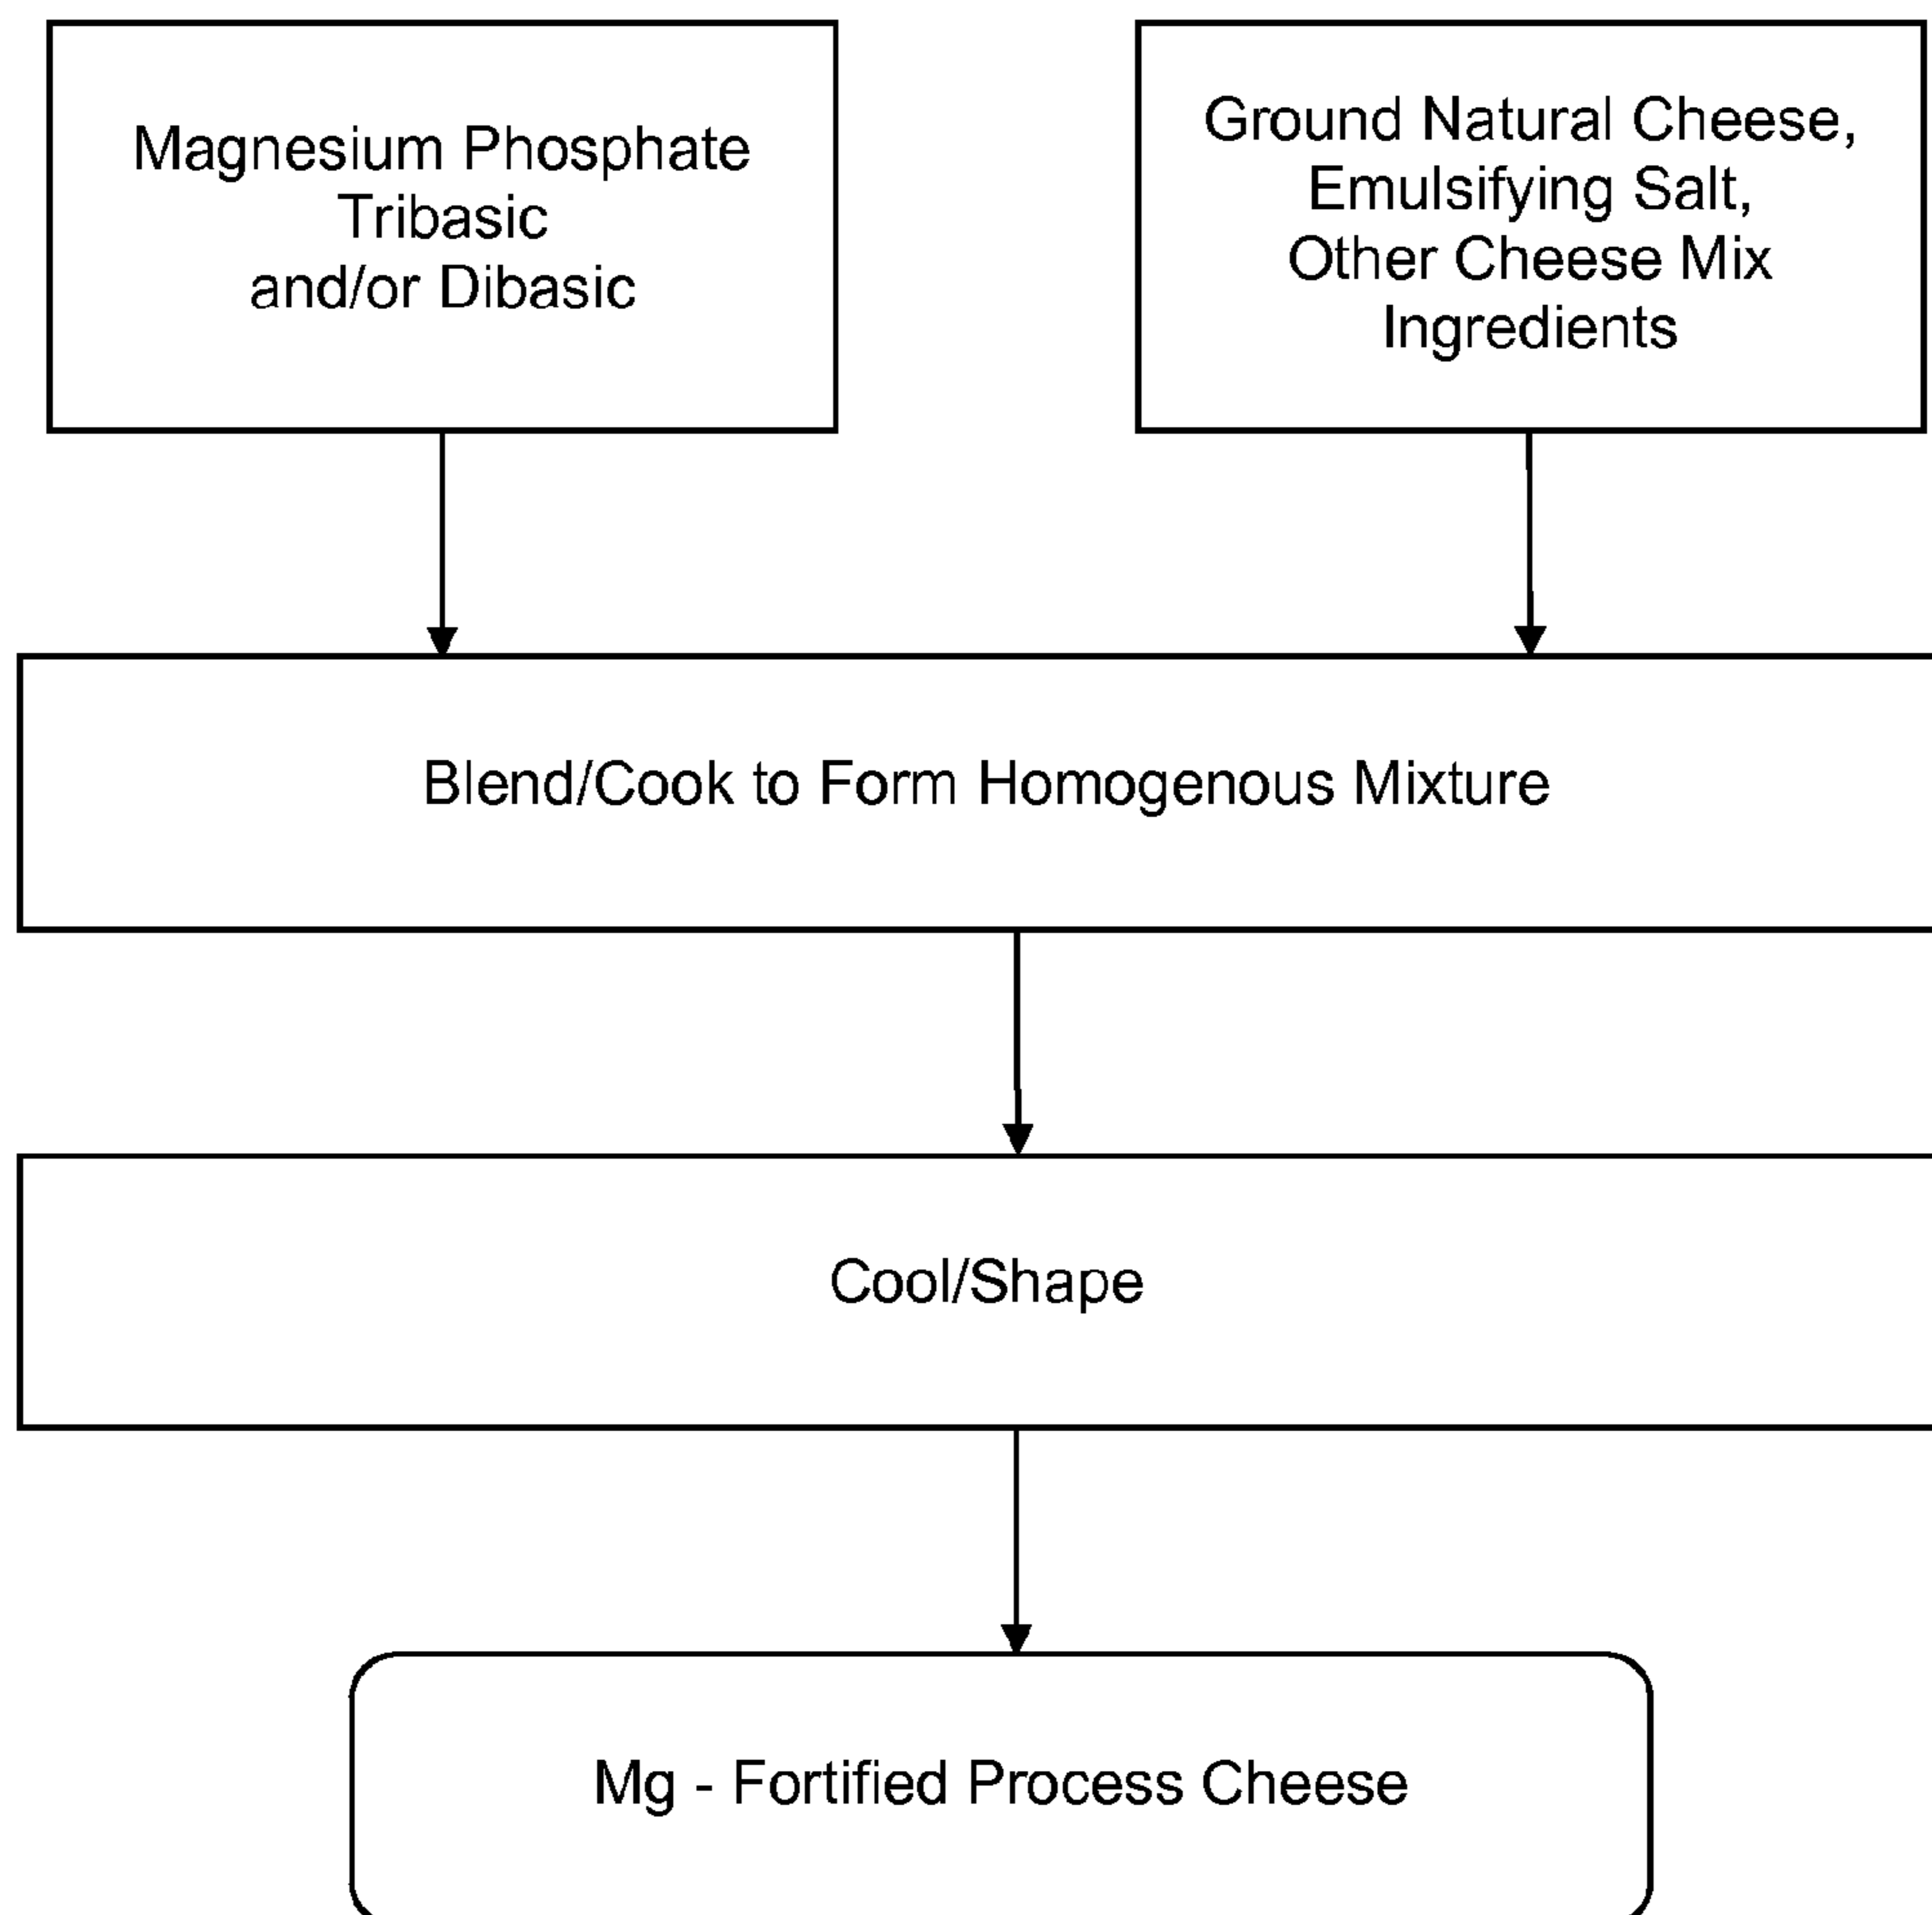 Magnesium Phosphate
Tribasic
and/or Dibasic
Ground Natural Cheese,
Emulsifying Salt,
Other Cheese Mix
Ingredients
Blend/Cook to Form Homogenous Mixture
Cool/Shape
Mg - Fortified Process Cheese